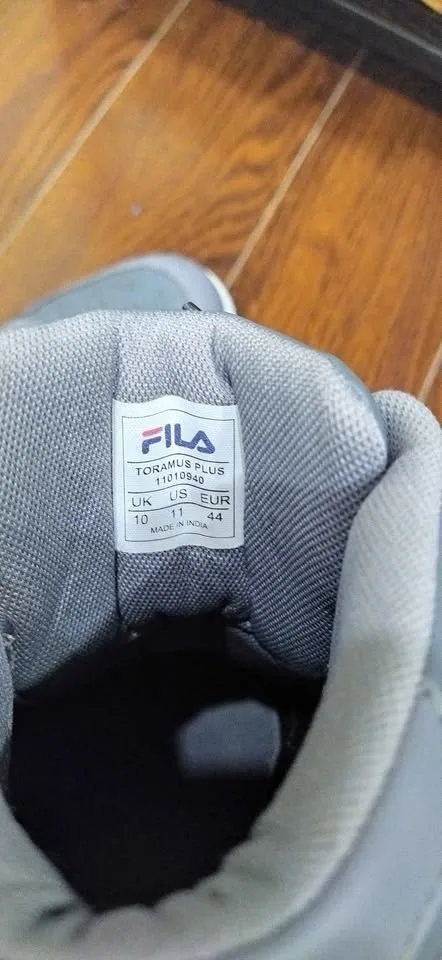 FILA
TORAMUS PLUS
11010940
UK US EUR
10 11 44
MADE IN INDIA